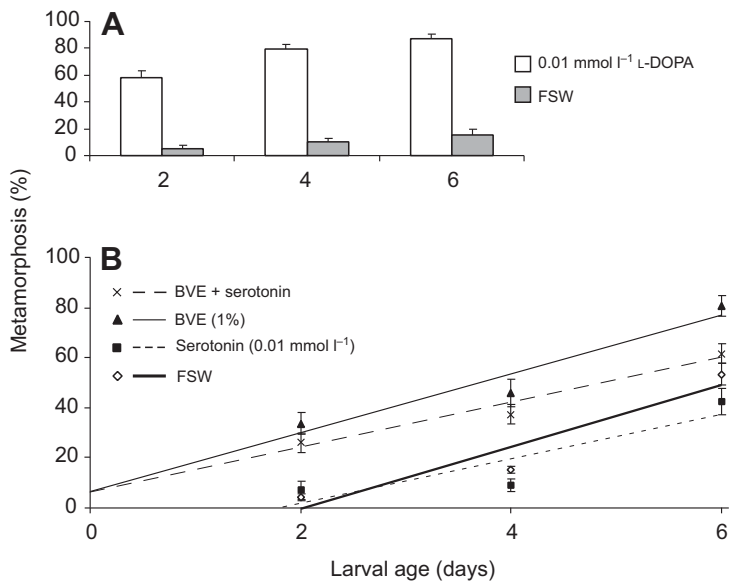 A
100
80
60
40
20
0
2
4
6
0.01 mmol l⁻¹ L-DOPA
FSW
Metamorphosis (%)
B
100
80
60
40
20
0
BVE + serotonin
BVE (1%)
Serotonin (0.01 mmol l⁻¹)
FSW
0
2
4
6
Larval age (days)